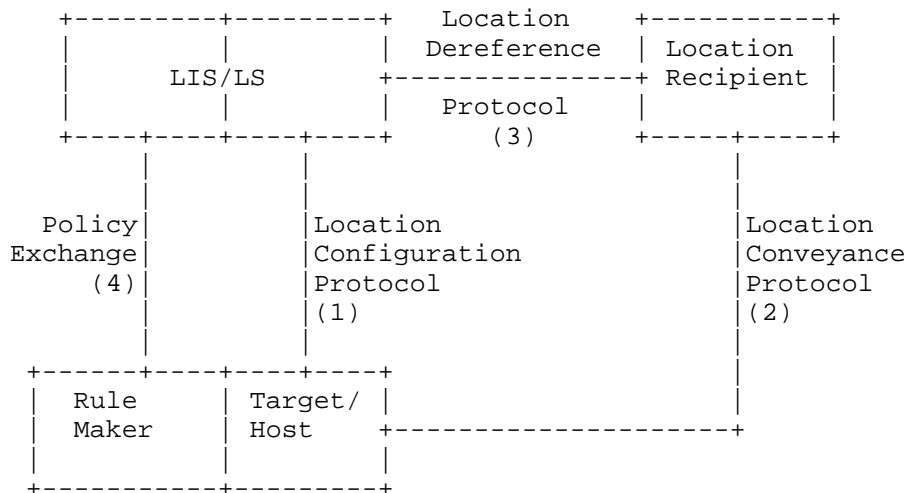 Location
Dereference Location
LIS/LS Recipient
Protocol
(3)
Policy Location Location
Exchange Configuration Conveyance
(4) Protocol Protocol
(1) (2)
Rule Target/
Maker Host